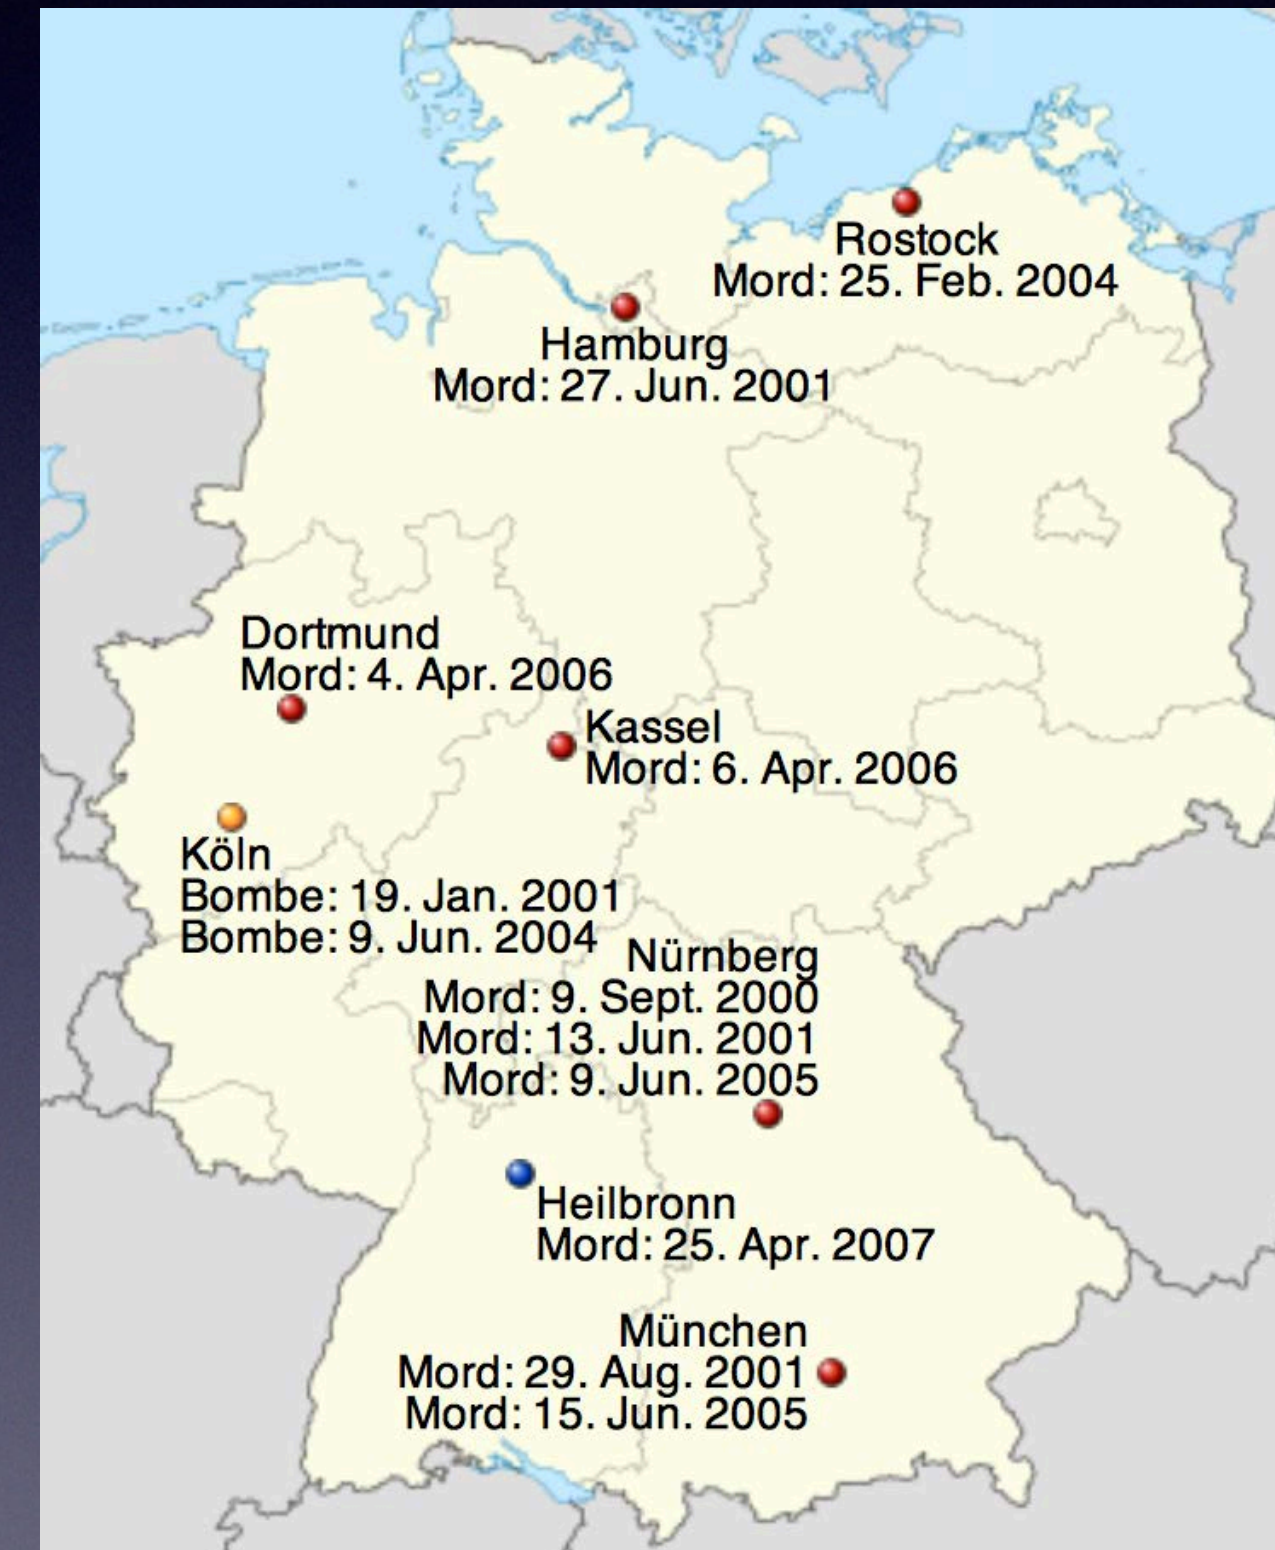 Rostock
Mord: 25. Feb. 2004
Hamburg
Mord: 27. Jun. 2001
Dortmund
Mord: 4. Apr. 2006
Kassel
Mord: 6. Apr. 2006
Köln
Bombe: 19. Jan. 2001
Bombe: 9. Jun. 2004
Nürnberg
Mord: 9. Sept. 2000
Mord: 13. Jun. 2001
Mord: 9. Jun. 2005
Heilbronn
Mord: 25. Apr. 2007
München
Mord: 29. Aug. 2001
Mord: 15. Jun. 2005